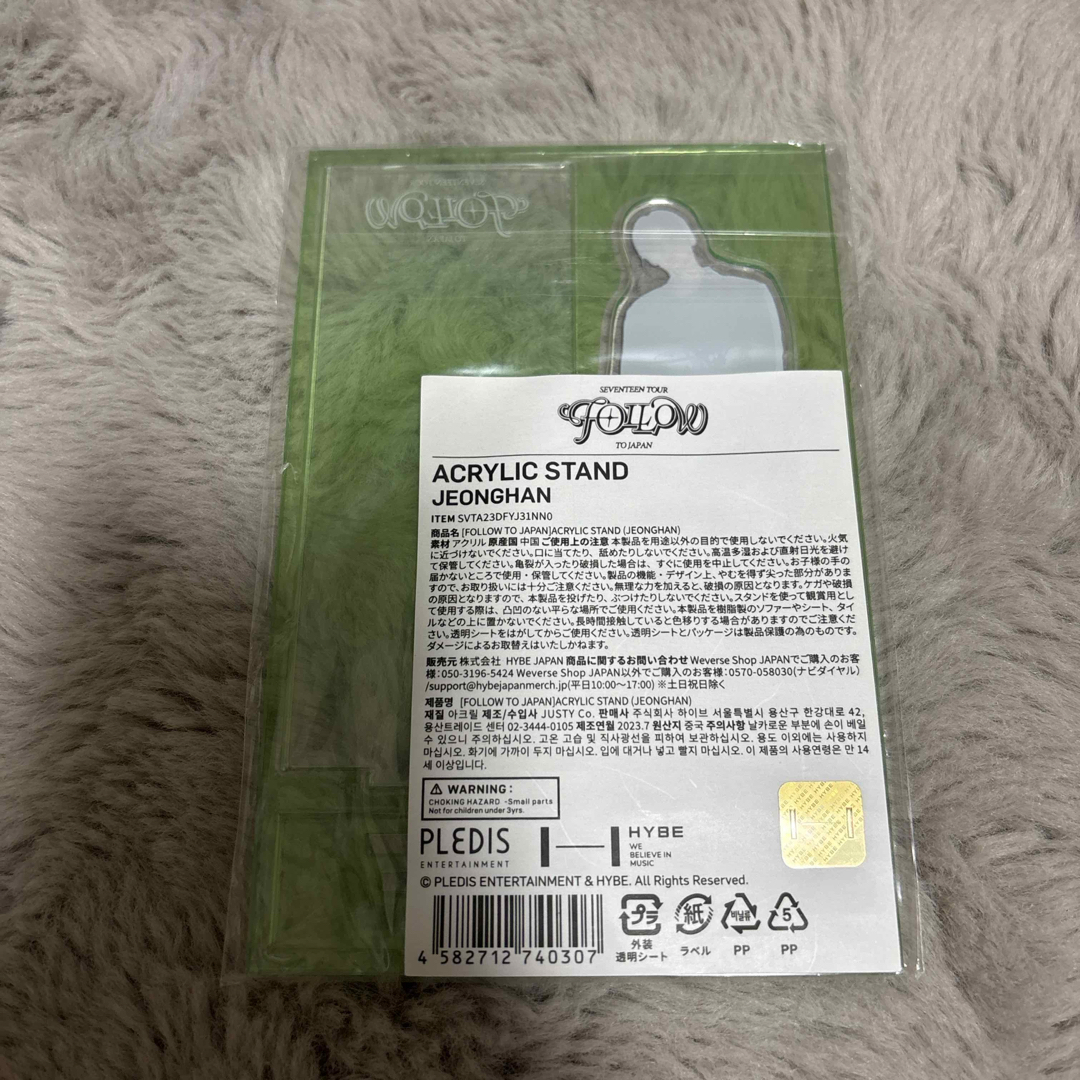 SEVENTEEN TOUR
FOLLOW
TO JAPAN
SEVENTEEN TOUR
FOLLOW
TO JAPAN
ACRYLIC STAND
JEONGHAN
ITEM SVTA23DFYJ31NN0
商品名 [FOLLOW TO JAPAN]ACRYLIC STAND (JEONGHAN)
素材 アクリル 原産国 中国 ご使用上の注意 本製品を用途以外の目的で使用しないでください。火気
に近づけないでください。口に当てたり、舐めたりしないでください。高温多湿および直射日光を避け
て保管してください。亀裂が入ったり破損した場合は、すぐに使用を中止してください。お子様の手の
届かないところで使用・保管してください。製品の機能・デザイン上、やむを得ず尖った部分がありま
すので、お取り扱いには十分ご注意ください。無理な力を加えると、破損の原因となります。ケガや破損
の原因となりますので、本製品を投げたり、ぶつけたりしないでください。スタンドを使って観賞用とし
て使用する際は、凸凹のない平らな場所でご使用ください。本製品を樹脂製のソファーやシート、タイ
ルなどの上に置かないでください。長時間接触していると色移りする場合がありますのでご注意くださ
い。透明シートをはがしてからご使用ください。透明シートとパッケージは製品保護の為のものです。
ダメージによるお取替えはいたしかねます。
販売元 株式会社 HYBE JAPAN 商品に関するお問い合わせ Weverse Shop JAPANでご購入のお客
様:050-3196-5424 Weverse Shop JAPAN以外でご購入のお客様:0570-058030(ナビダイヤル)
/support@hybejapanmerch.jp(平日10:00～17:00) ※土日祝日除く
제품명 [FOLLOW TO JAPAN]ACRYLIC STAND (JEONGHAN)
재질 아크릴 제조/수입사 JUSTY Co. 판매사 주식회사 하이브 서울특별시 용산구 한강대로 42,
용산트레이드 센터 02-3444-0105 제조연월 2023.7 원산지 중국 주의사항 날카로운 부분에 손이 베일
수 있으니 주의하십시오. 고온 고습 및 직사광선을 피하여 보관하십시오. 용도 이외에는 사용하지
마십시오. 화기에 가까이 두지 마십시오. 입에 대거나 넣고 빨지 마십시오. 이 제품의 사용연령은 만 14
세 이상입니다.
⚠ WARNING :
CHOKING HAZARD -Small parts
Not for children under 3yrs.
PLEDIS
ENTERTAINMENT
HYBE
WE
BELIEVE IN
MUSIC
© PLEDIS ENTERTAINMENT & HYBE. All Rights Reserved.
4 582712 740307
プラ
外装
透明シート
紙
ラベル
PP
5
PP